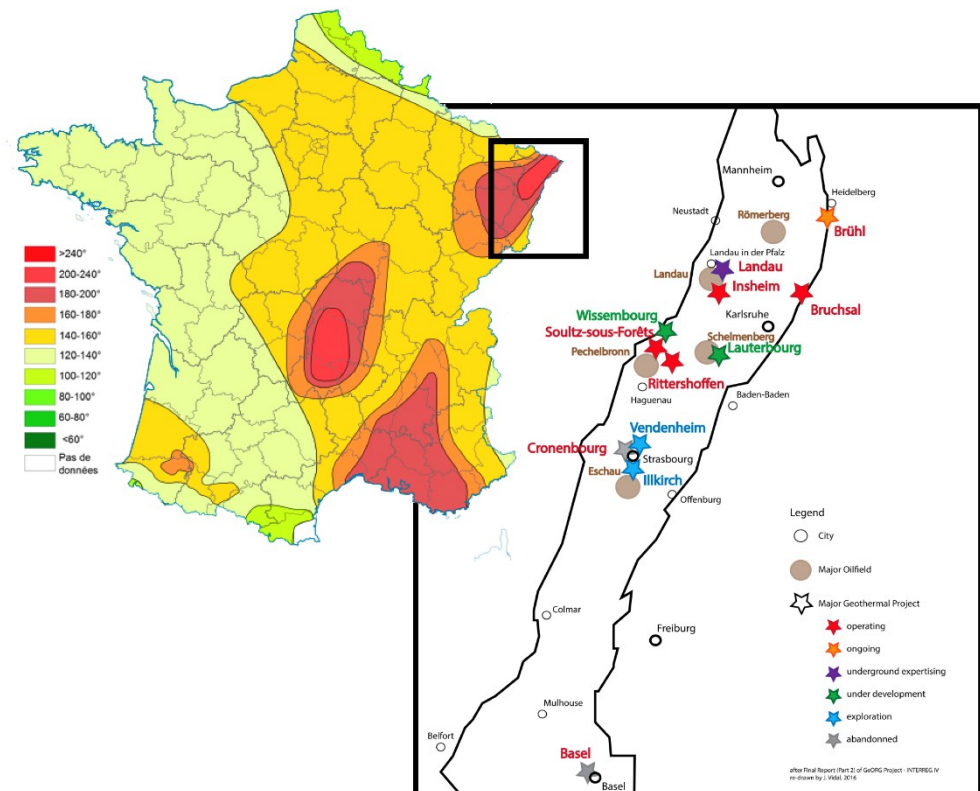 >240°
200-240°
180-200°
160-180°
140-160°
120-140°
100-120°
80-100°
60-80°
<60°
Pas de
données
Mannheim
Heidelberg
Neustadt
Römerberg
Brühl
Landau in der Pfalz
Landau
Landau
Insheim
Bruchsal
Karlsruhe
Wissembourg
Soultz-sous-Forêts
Schelmenberg
Pechelbronn
Lauterbourg
Rittershoffen
Haguenau
Baden-Baden
Vendenheim
Cronenbourg
Strasbourg
Eschau
Illkirch
Offenburg
Legend
City
Major Oilfield
Major Geothermal Project
operating
ongoing
underground expertising
under development
exploration
abandonned
Colmar
Freiburg
Mulhouse
Belfort
Basel
Basel
after Final Report (Part 2) of GeORG Project - INTERREG IV
re-drawn by J. Vidal, 2016